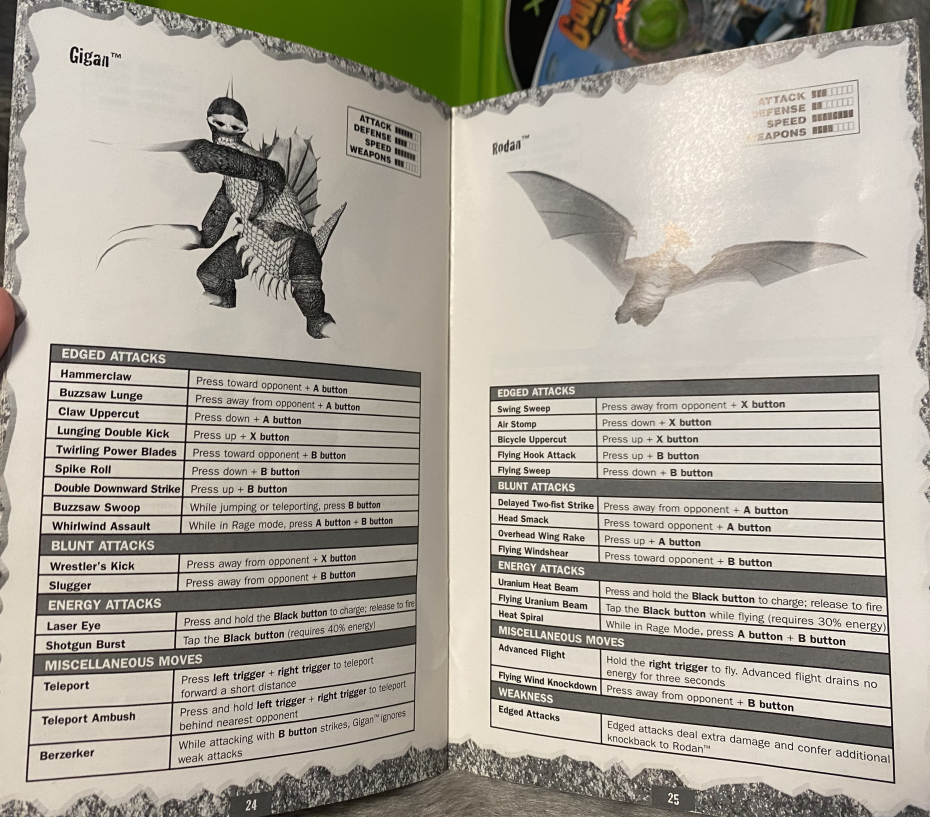 Gigan™
ATTACK
DEFENSE
SPEED
WEAPONS
EDGED ATTACKS
Hammerclaw Press toward opponent + A button
Buzzsaw Lunge Press away from opponent + A button
Claw Uppercut Press down + A button
Lunging Double Kick Press up + X button
Twirling Power Blades Press toward opponent + B button
Spike Roll Press down + B button
Double Downward Strike Press up + B button
Buzzsaw Swoop While jumping or teleporting, press B button
Whirlwind Assault While in Rage mode, press A button + B button
BLUNT ATTACKS
Wrestler's Kick Press away from opponent + X button
Slugger Press away from opponent + B button
ENERGY ATTACKS
Laser Eye Press and hold the Black button to charge; release to fire
Shotgun Burst Tap the Black button (requires 40% energy)
MISCELLANEOUS MOVES
Teleport Press left trigger + right trigger to teleport
forward a short distance
Teleport Ambush Press and hold left trigger + right trigger to teleport
behind nearest opponent
Berzerker While attacking with B button strikes, Gigan™ ignores
weak attacks
24
Rodan™
ATTACK
DEFENSE
SPEED
WEAPONS
EDGED ATTACKS
Swing Sweep Press away from opponent + X button
Air Stomp Press down + X button
Bicycle Uppercut Press up + X button
Flying Hook Attack Press up + B button
Flying Sweep Press down + B button
BLUNT ATTACKS
Delayed Two-fist Strike Press away from opponent + A button
Head Smack Press toward opponent + A button
Overhead Wing Rake Press up + A button
Flying Windshear Press toward opponent + B button
ENERGY ATTACKS
Uranium Heat Beam Press and hold the Black button to charge; release to fire
Flying Uranium Beam Tap the Black button while flying (requires 30% energy)
Heat Spiral While in Rage Mode, press A button + B button
MISCELLANEOUS MOVES
Advanced Flight Hold the right trigger to fly. Advanced flight drains no
energy for three seconds
Flying Wind Knockdown Press away from opponent + B button
WEAKNESS
Edged Attacks Edged attacks deal extra damage and confer additional
knockback to Rodan™
25